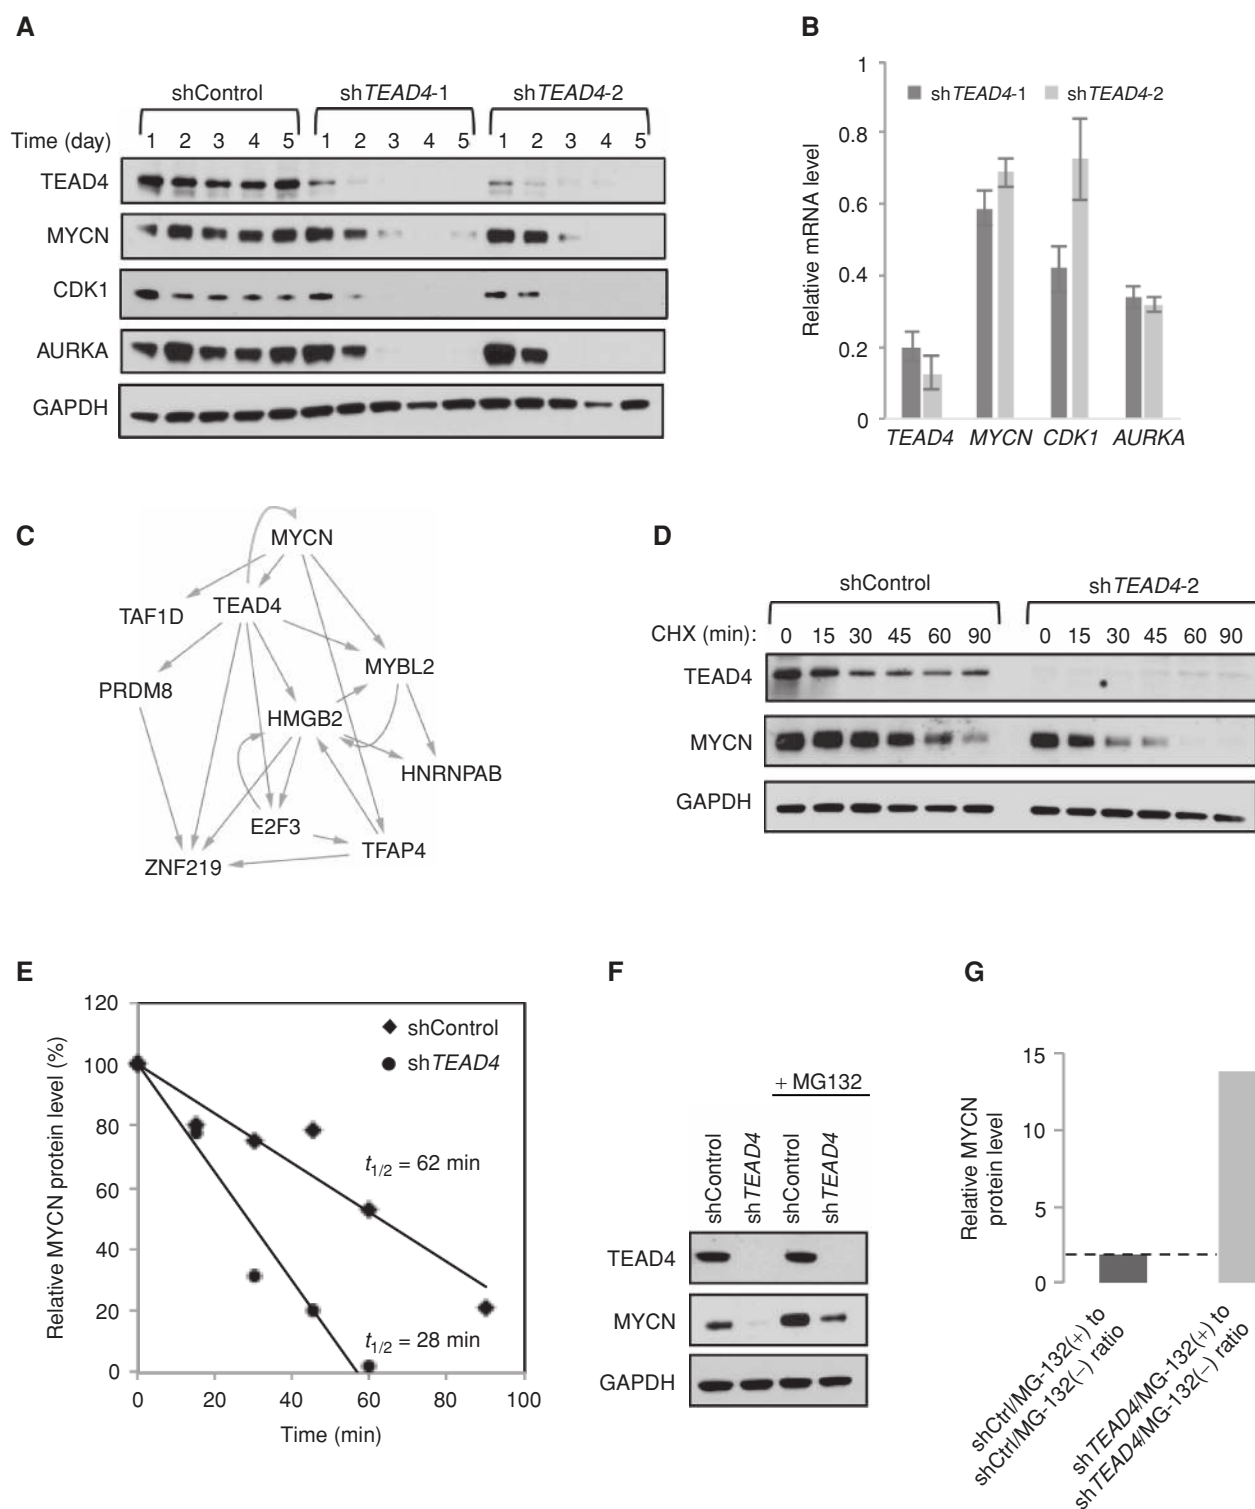 A
shControl shTEAD4-1 shTEAD4-2
Time (day) 1 2 3 4 5 1 2 3 4 5 1 2 3 4 5
TEAD4
MYCN
CDK1
AURKA
GAPDH
B
Relative mRNA level
1
0.8
0.6
0.4
0.2
0
shTEAD4-1 shTEAD4-2
TEAD4 MYCN CDK1 AURKA
C
MYCN
TAF1D TEAD4
MYBL2
PRDM8
HMGB2
HNRNPAB
E2F3
TFAP4
ZNF219
D
shControl shTEAD4-2
CHX (min): 0 15 30 45 60 90 0 15 30 45 60 90
TEAD4
MYCN
GAPDH
E
Relative MYCN protein level (%)
120
100
80
60
40
20
0
shControl
shTEAD4
t1/2 = 62 min
t1/2 = 28 min
0 20 40 60 80 100
Time (min)
F
+ MG132
shControl
shTEAD4
shControl
shTEAD4
TEAD4
MYCN
GAPDH
G
Relative MYCN
protein level
15
10
5
0
shCtrl/MG-132(+) to
shCtrl/MG-132(−) ratio
shTEAD4/MG-132(+) to
shTEAD4/MG-132(−) ratio